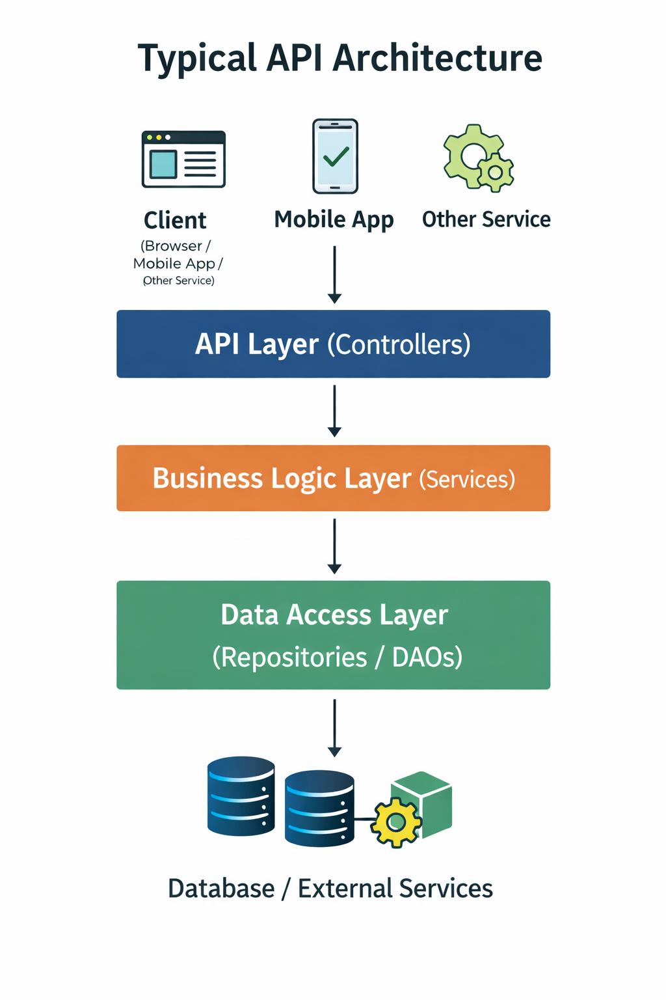 Typical API Architecture
Client
(Browser /
Mobile App /
(Other Service)
Mobile App
Other Service
API Layer (Controllers)
Business Logic Layer (Services)
Data Access Layer
(Repositories / DAOs)
Database / External Services